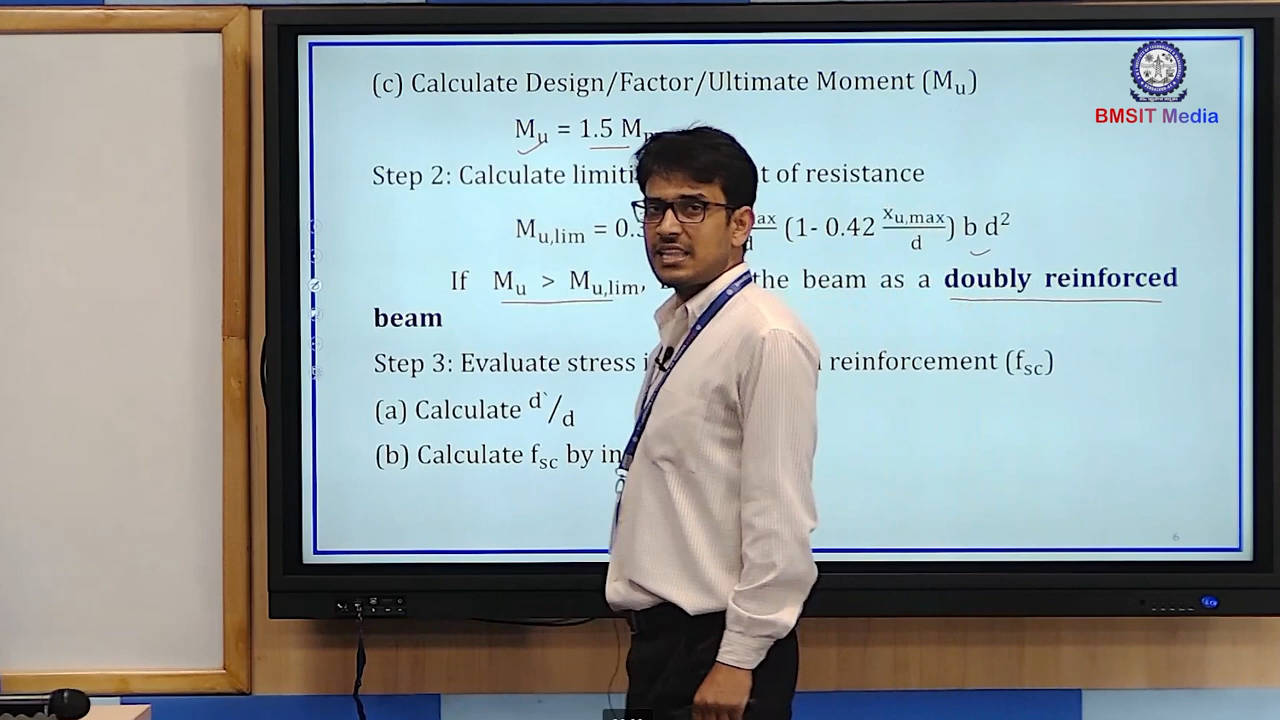 (c) Calculate Design/Factor/Ultimate Moment (Mu)
BMSIT Media
Mu = 1.5 M
Step 2: Calculate limiti t of resistance
Mu,lim = 0.3 ax/d (1- 0.42 xu,max/d) b d²
If Mu > Mu,lim, the beam as a doubly reinforced
beam
Step 3: Evaluate stress i reinforcement (fsc)
(a) Calculate d`/d
(b) Calculate fsc by in
6